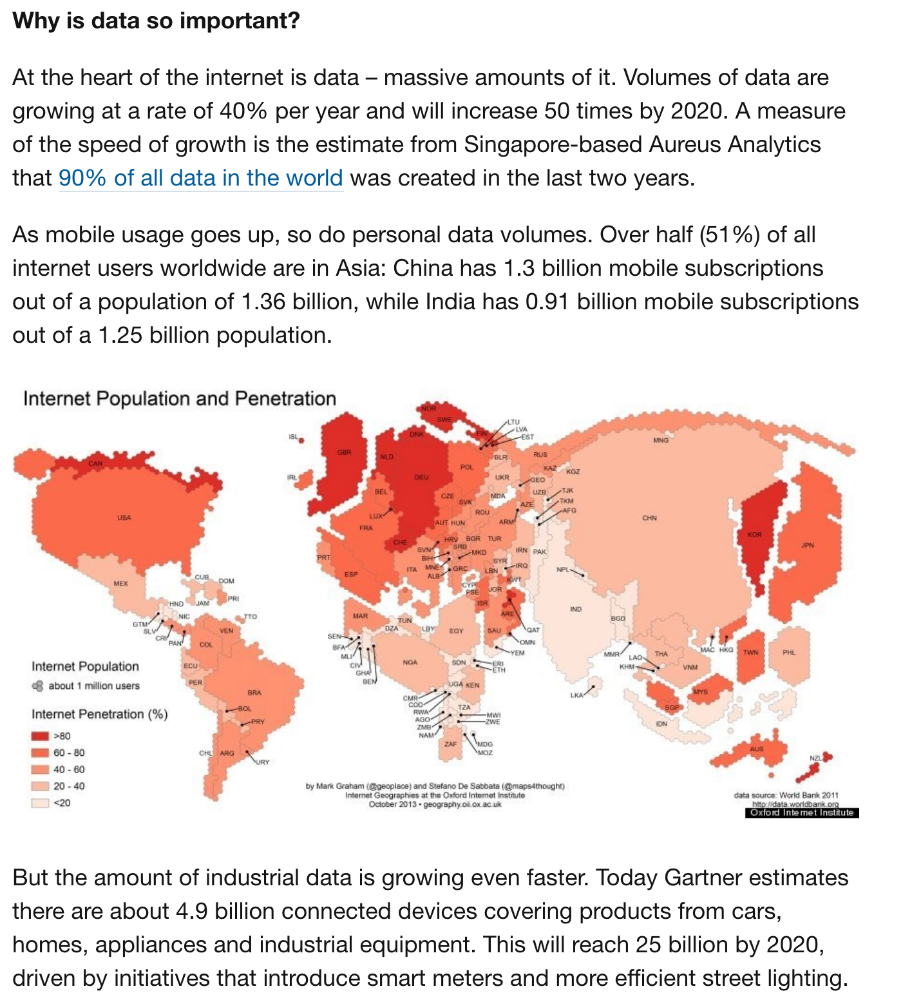 Why is data so important?
At the heart of the internet is data – massive amounts of it. Volumes of data are
growing at a rate of 40% per year and will increase 50 times by 2020. A measure
of the speed of growth is the estimate from Singapore-based Aureus Analytics
that 90% of all data in the world was created in the last two years.
As mobile usage goes up, so do personal data volumes. Over half (51%) of all
internet users worldwide are in Asia: China has 1.3 billion mobile subscriptions
out of a population of 1.36 billion, while India has 0.91 billion mobile subscriptions
out of a 1.25 billion population.
Internet Population and Penetration
NOR
SWE
LTU
LVA
EST
FIN
DNK
ISL
GBR
NLD
CAN
MNG
RUS
BLR
POL
KAZ
KGZ
IRL
DEU
UKR
GEO
BEL
CZE
MDA
UZB
TJK
SVK
TKM
AZE
AFG
USA
LUX
ROU
ARM
CHN
FRA
AUT
HUN
KOR
CHE
HRV
BGR
TUR
JPN
SVN
SRB
MKD
IRN
PAK
PRT
BIH
SYR
IRQ
ESP
ITA
MNE
GRC
LBN
NPL
ALB
KWT
MEX
CUB
DOM
CYP
PSE
JOR
PRI
HND
JAM
ISR
IND
NIC
TTO
MAR
TUN
ARE
BGD
GTM
SLV
CRI
PAN
VEN
DZA
LBY
EGY
SAU
QAT
COL
SEN
BFA
MLI
CIV
GHA
BEN
OMN
YEM
NGA
SDN
ERI
ETH
MMR
LAO
KHM
THA
VNM
MAC
HKG
TWN
PHL
ECU
PER
BRA
UGA
KEN
LKA
MYS
SGP
IDN
BOL
PRY
CMR
COD
RWA
AGO
ZMB
NAM
TZA
MWI
ZWE
ZAF
MDG
MOZ
CHL
ARG
URY
AUS
NZL
Internet Population
about 1 million users
Internet Penetration (%)
>80
60 - 80
40 - 60
20 - 40
<20
by Mark Graham (@geoplace) and Stefano De Sabbata (@maps4thought)
Internet Geographies at the Oxford Internet Institute
October 2013 • geography.oii.ox.ac.uk
data source: World Bank 2011
http://data.worldbank.org
Oxford Internet Institute
But the amount of industrial data is growing even faster. Today Gartner estimates
there are about 4.9 billion connected devices covering products from cars,
homes, appliances and industrial equipment. This will reach 25 billion by 2020,
driven by initiatives that introduce smart meters and more efficient street lighting.